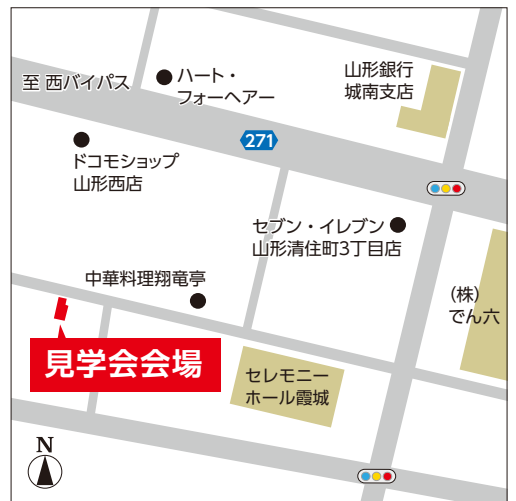 至 西バイパス
ハート・
フォーヘアー
山形銀行
城南支店
271
ドコモショップ
山形西店
セブン・イレブン
山形清住町3丁目店
中華料理翔竜亭
(株)
でん六
見学会会場
セレモニー
ホール霞城
N